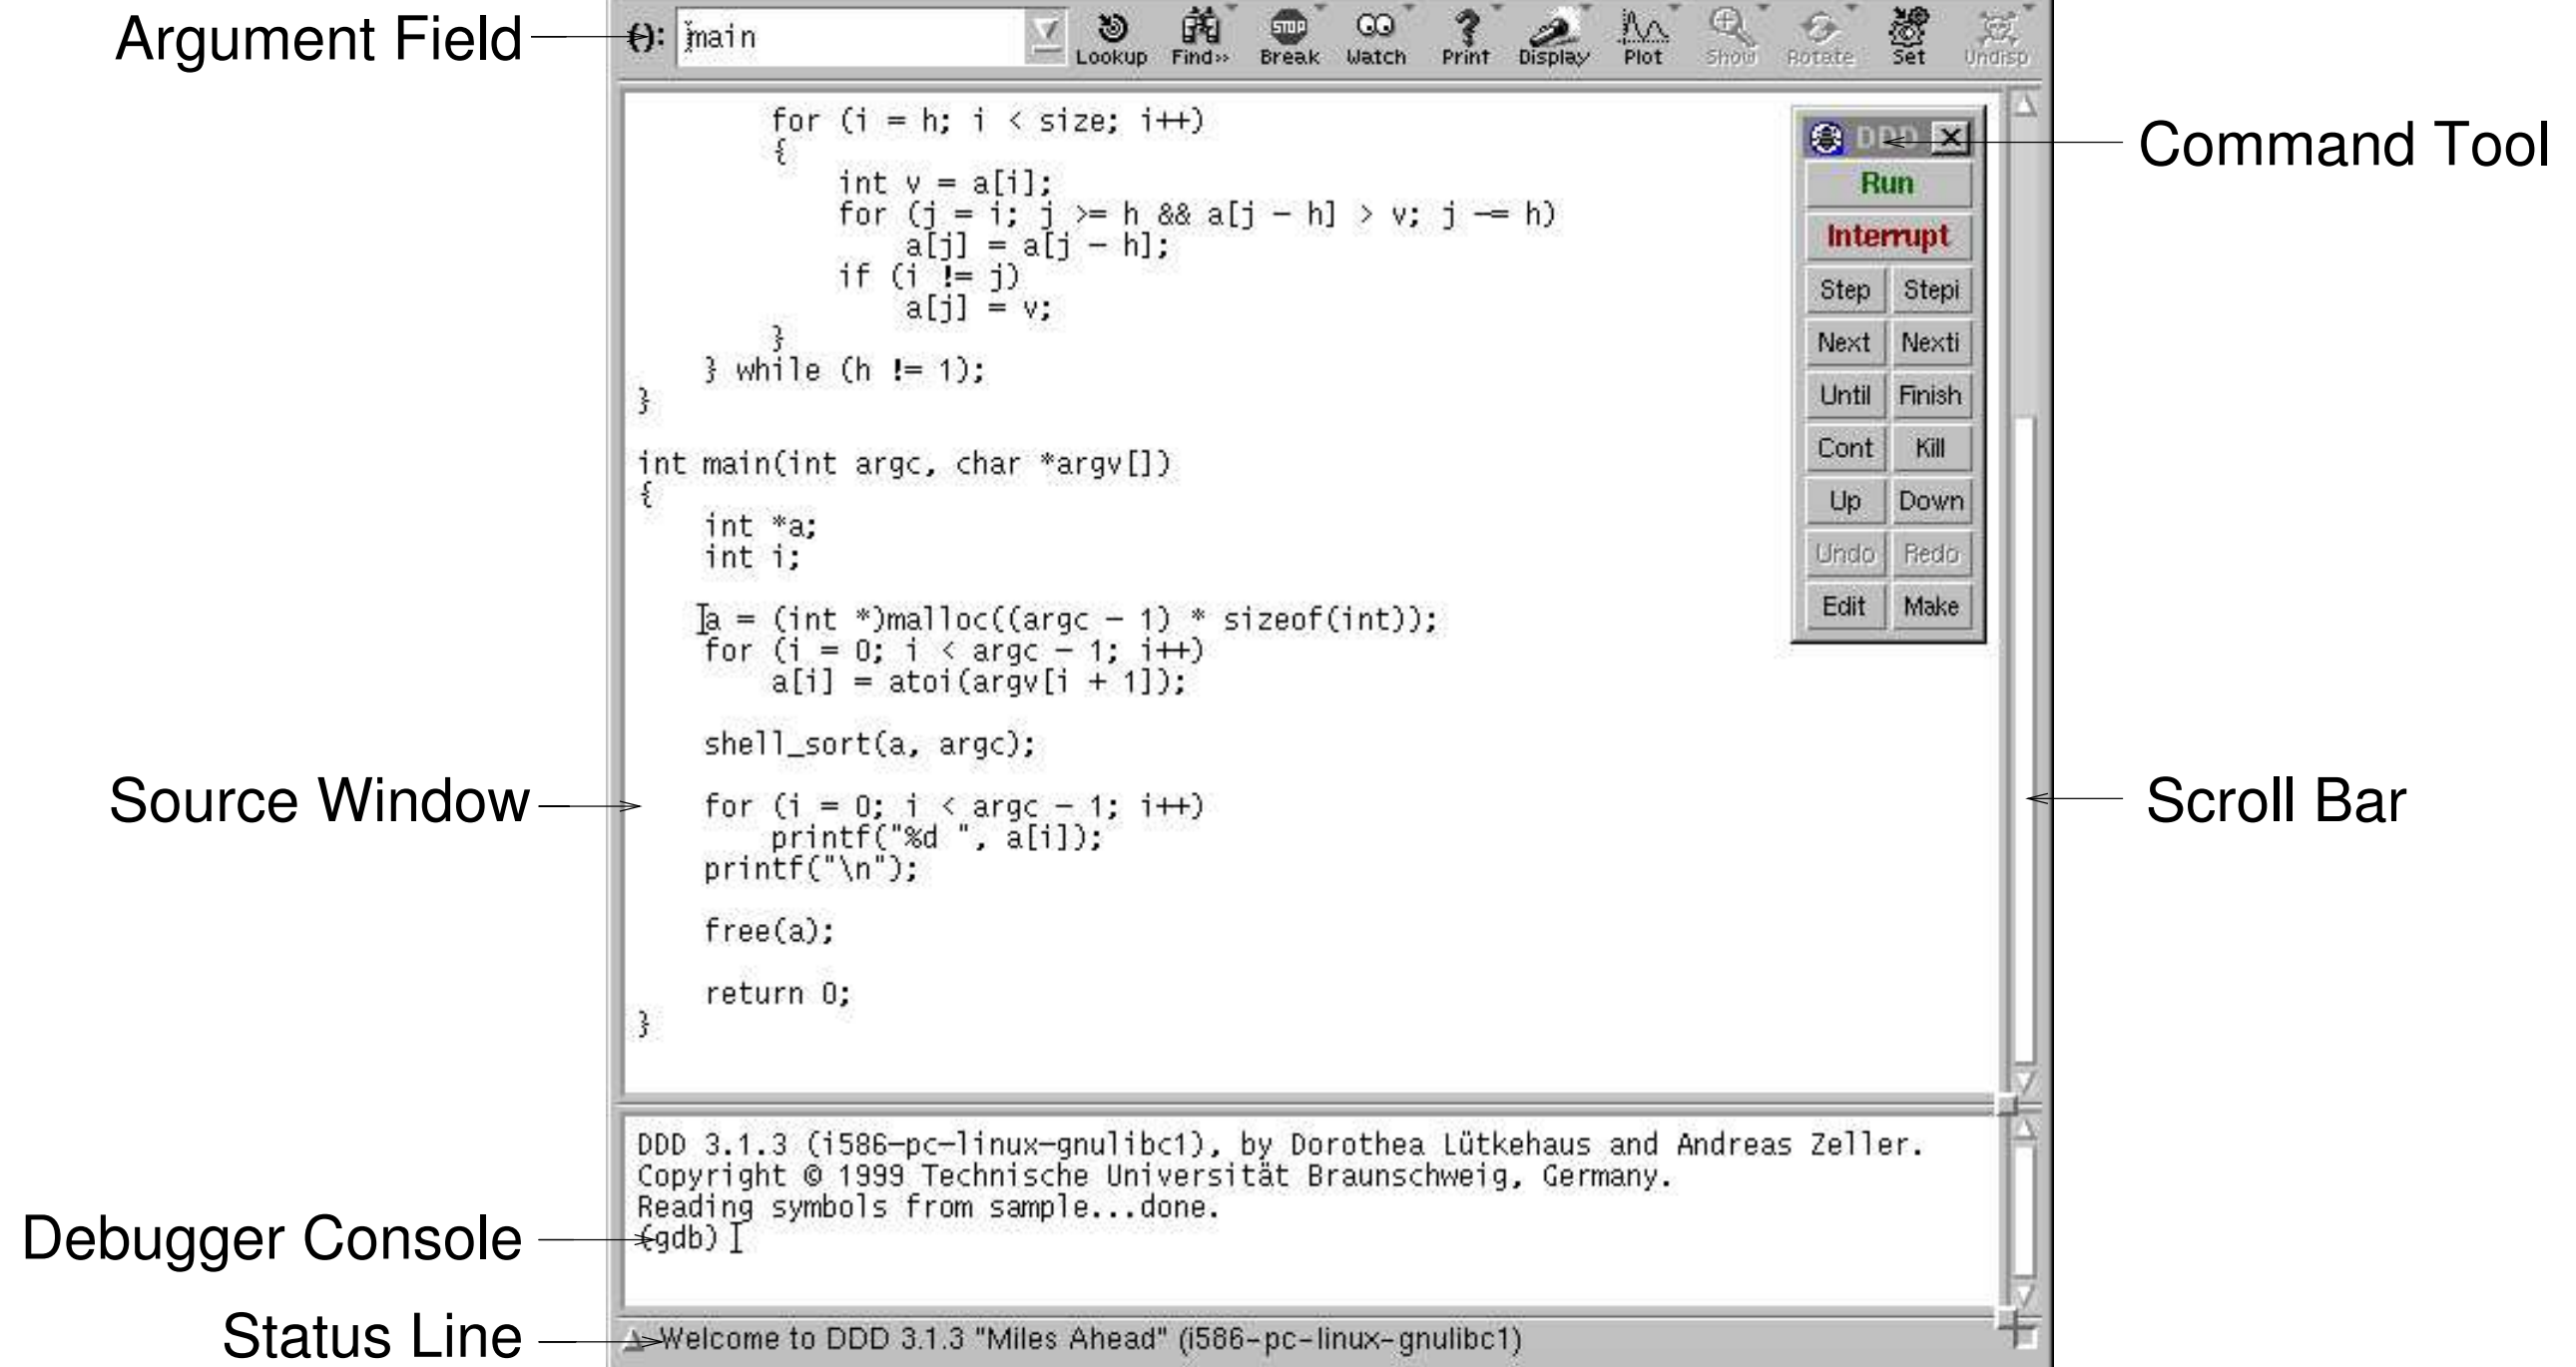 Argument Field
(): main
Lookup Find>> Break Watch Print Display Plot Show Rotate Set Undisp
for (i = h; i < size; i++)
{
int v = a[i];
for (j = i; j >= h && a[j - h] > v; j -= h)
a[j] = a[j - h];
if (i != j)
a[j] = v;
}
} while (h != 1);
}
int main(int argc, char *argv[])
{
int *a;
int i;
a = (int *)malloc((argc - 1) * sizeof(int));
for (i = 0; i < argc - 1; i++)
a[i] = atoi(argv[i + 1]);
shell_sort(a, argc);
for (i = 0; i < argc - 1; i++)
printf("%d ", a[i]);
printf("\n");
free(a);
return 0;
}
DDD
Run
Interrupt
Step Stepi
Next Nexti
Until Finish
Cont Kill
Up Down
Undo Redo
Edit Make
Command Tool
Source Window
Scroll Bar
DDD 3.1.3 (i586-pc-linux-gnulibc1), by Dorothea Lütkehaus and Andreas Zeller.
Copyright © 1999 Technische Universität Braunschweig, Germany.
Reading symbols from sample...done.
(gdb)
Debugger Console
Status Line
Welcome to DDD 3.1.3 "Miles Ahead" (i586-pc-linux-gnulibc1)